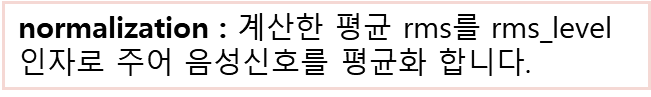 normalization : 계산한 평균 rms를 rms_level
인자로 주어 음성신호를 평균화 합니다.